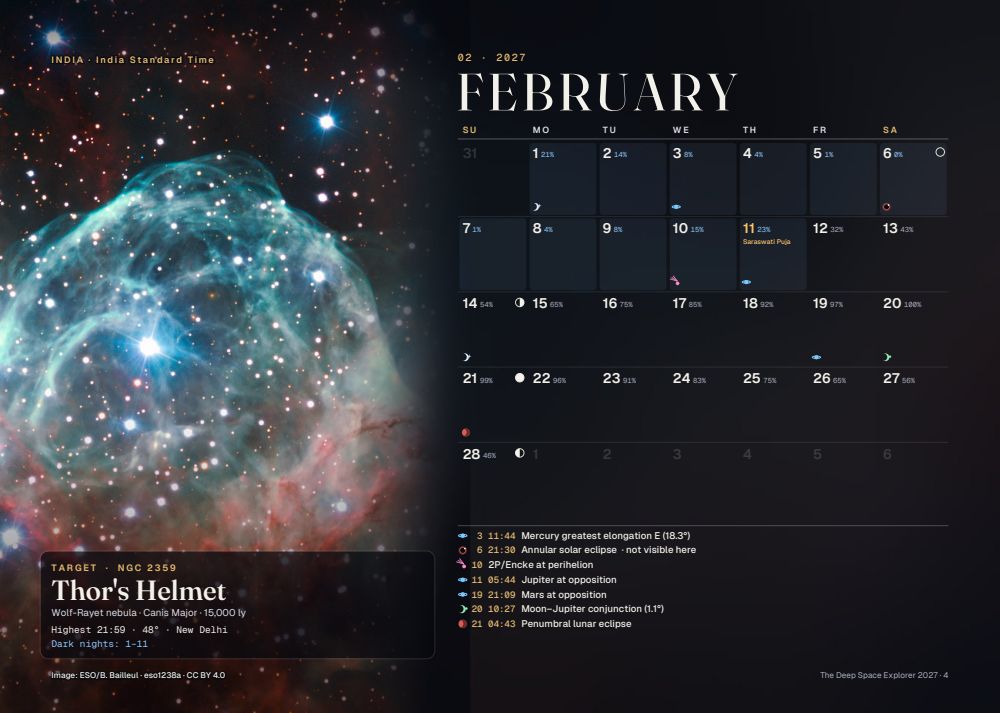 INDIA · India Standard Time
02 · 2027
FEBRUARY
SU MO TU WE TH FR SA
31 1 21% 2 14% 3 8% 4 4% 5 1% 6 0%
7 1% 8 4% 9 8% 10 15% 11 23% 12 32% 13 43%
Saraswati Puja
14 54% 15 65% 16 75% 17 85% 18 92% 19 97% 20 100%
21 99% 22 96% 23 91% 24 83% 25 75% 26 65% 27 56%
28 46% 1 2 3 4 5 6
3 11:44 Mercury greatest elongation E (18.3°)
6 21:30 Annular solar eclipse · not visible here
10 2P/Encke at perihelion
11 05:44 Jupiter at opposition
19 21:09 Mars at opposition
20 10:27 Moon–Jupiter conjunction (1.1°)
21 04:43 Penumbral lunar eclipse
TARGET · NGC 2359
Thor's Helmet
Wolf-Rayet nebula · Canis Major · 15,000 ly
Highest 21:59 · 48° · New Delhi
Dark nights: 1–11
Image: ESO/B. Bailleul · eso1238a · CC BY 4.0
The Deep Space Explorer 2027 · 4